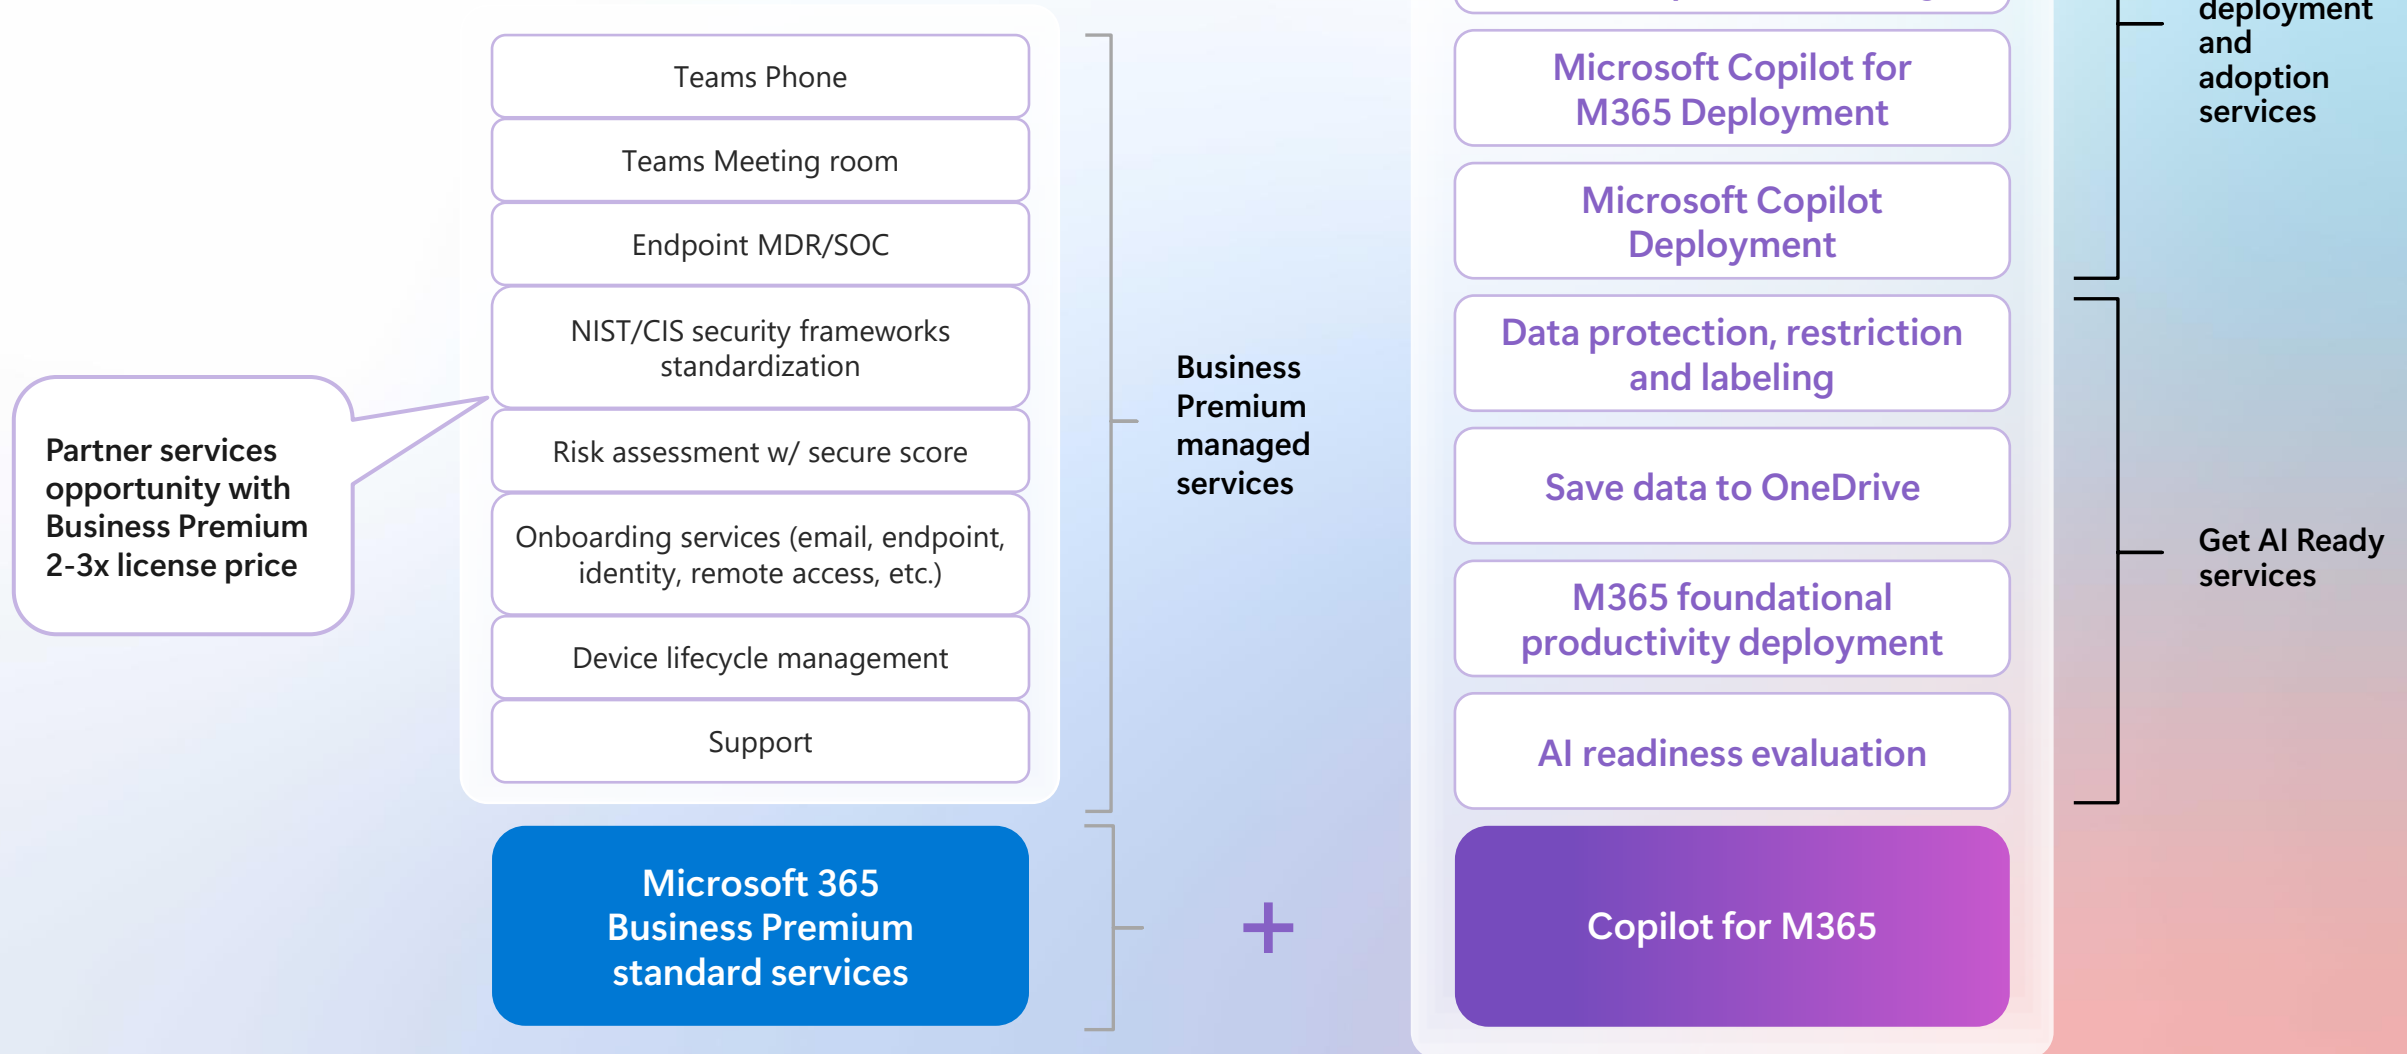 Teams Phone
Teams Meeting room
Endpoint MDR/SOC
NIST/CIS security frameworks
standardization
Risk assessment w/ secure score
Onboarding services (email, endpoint,
identity, remote access, etc.)
Device lifecycle management
Support
Microsoft 365
Business Premium
standard services
Partner services
opportunity with
Business Premium
2-3x license price
Business
Premium
managed
services
+
Microsoft Copilot for
M365 Deployment
Microsoft Copilot
Deployment
Data protection, restriction
and labeling
Save data to OneDrive
M365 foundational
productivity deployment
AI readiness evaluation
Copilot for M365
deployment
and
adoption
services
Get AI Ready
services